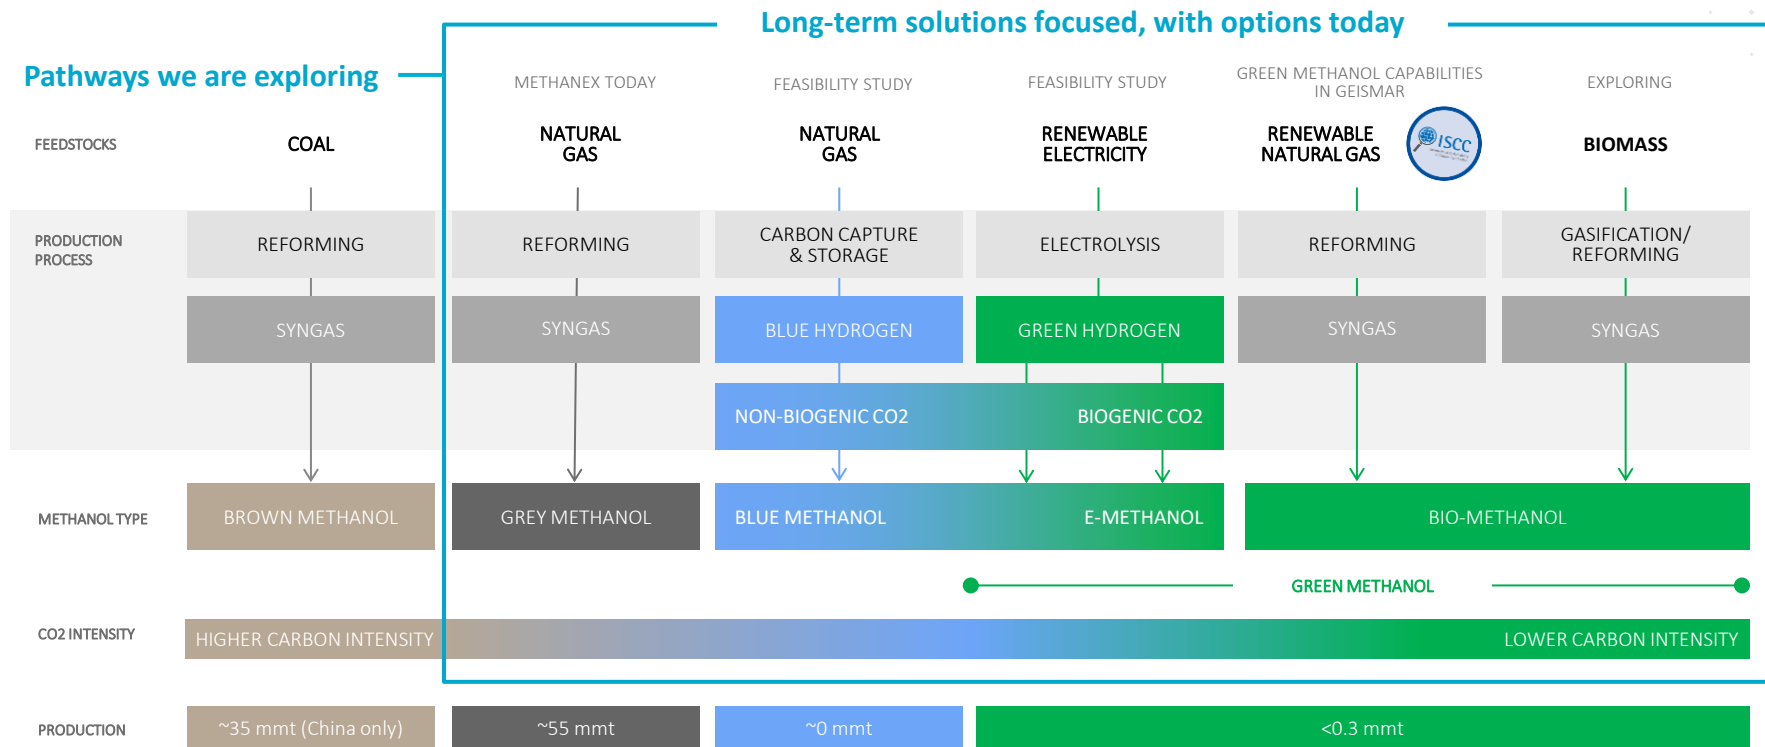 Long-term solutions focused, with options today
Pathways we are exploring
METHANEX TODAY
FEASIBILITY STUDY
FEASIBILITY STUDY
GREEN METHANOL CAPABILITIES
IN GEISMAR
EXPLORING
FEEDSTOCKS
COAL
NATURAL
GAS
NATURAL
GAS
RENEWABLE
ELECTRICITY
RENEWABLE
NATURAL GAS
ISCC
BIOMASS
PRODUCTION
PROCESS
REFORMING
REFORMING
CARBON CAPTURE
& STORAGE
ELECTROLYSIS
REFORMING
GASIFICATION/
REFORMING
SYNGAS
SYNGAS
BLUE HYDROGEN
GREEN HYDROGEN
SYNGAS
SYNGAS
NON-BIOGENIC CO2
BIOGENIC CO2
METHANOL TYPE
BROWN METHANOL
GREY METHANOL
BLUE METHANOL
E-METHANOL
BIO-METHANOL
GREEN METHANOL
CO2 INTENSITY
HIGHER CARBON INTENSITY
LOWER CARBON INTENSITY
PRODUCTION
~35 mmt (China only)
~55 mmt
~0 mmt
<0.3 mmt